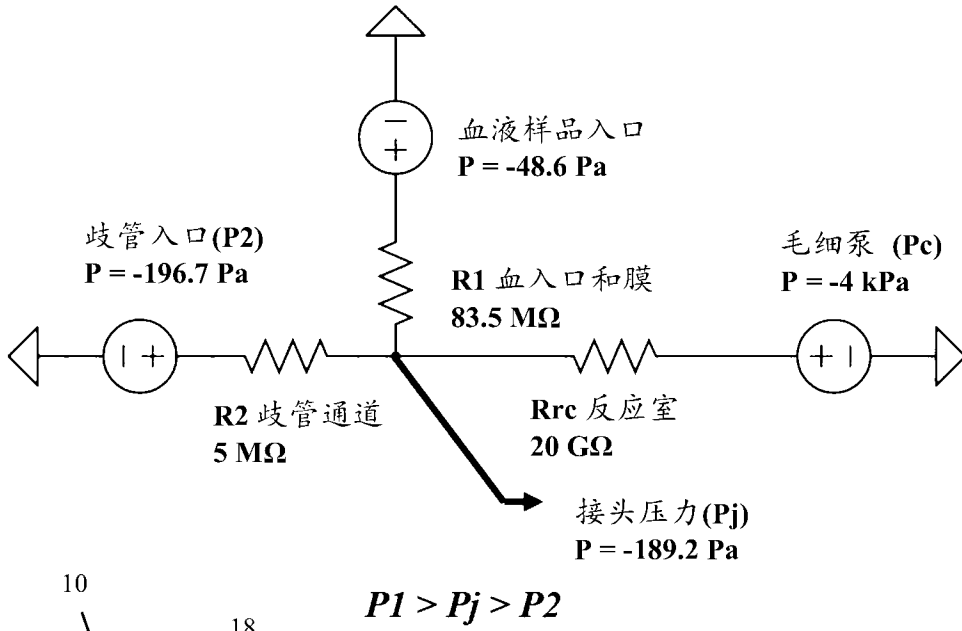 血液样品入口
P = -48.6 Pa
歧管入口(P2)
P = -196.7 Pa
毛细泵 (Pc)
P = -4 kPa
R1 血入口和膜
83.5 MΩ
R2 歧管通道
5 MΩ
Rrc 反应室
20 GΩ
接头压力(Pj)
P = -189.2 Pa
10
18
P1 > Pj > P2